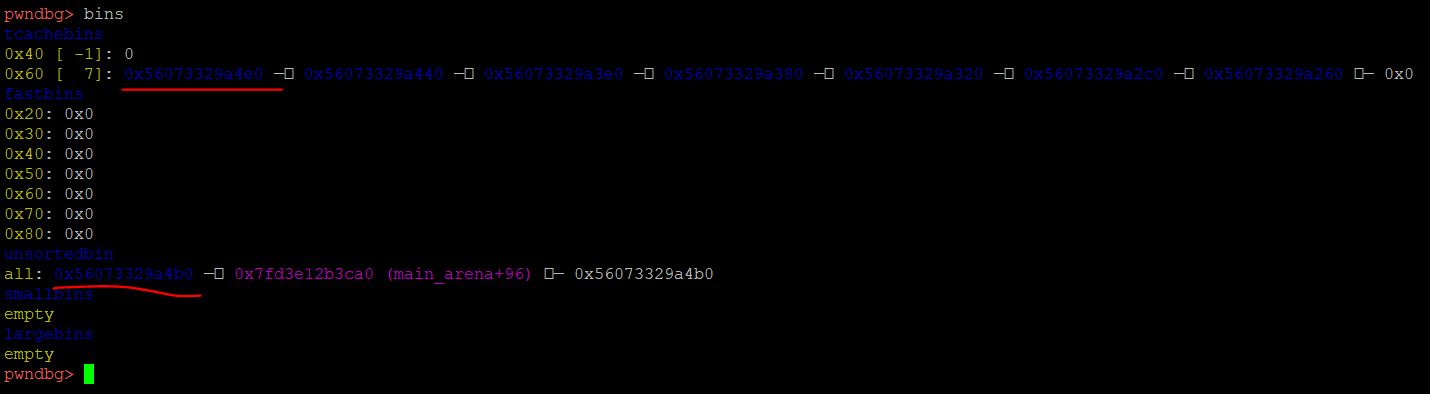 pwndbg> bins
tcachebins
0x40 [ -1]: 0
0x60 [  7]: 0x56073329a4e0 —□ 0x56073329a440 —□ 0x56073329a3e0 —□ 0x56073329a380 —□ 0x56073329a320 —□ 0x56073329a2c0 —□ 0x56073329a260 □— 0x0
fastbins
0x20: 0x0
0x30: 0x0
0x40: 0x0
0x50: 0x0
0x60: 0x0
0x70: 0x0
0x80: 0x0
unsortedbin
all: 0x56073329a4b0 —□ 0x7fd3e12b3ca0 (main_arena+96) □— 0x56073329a4b0
smallbins
empty
largebins
empty
pwndbg>